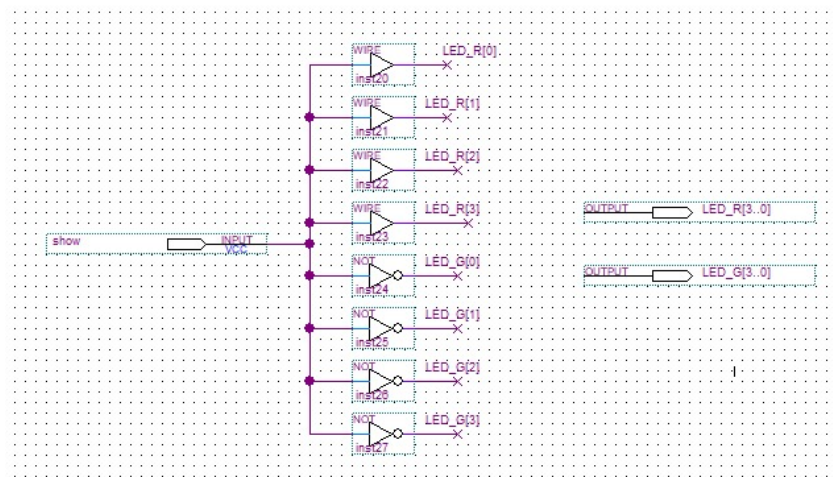 WIRE
LED_R[0]
inst20
WIRE
LED_R[1]
inst21
WIRE
LED_R[2]
inst22
WIRE
LED_R[3]
inst23
OUTPUT
LED_R[3..0]
show
INPUT
VCC
NOT
LED_G[0]
inst24
OUTPUT
LED_G[3..0]
NOT
LED_G[1]
inst25
NOT
LED_G[2]
inst26
NOT
LED_G[3]
inst27